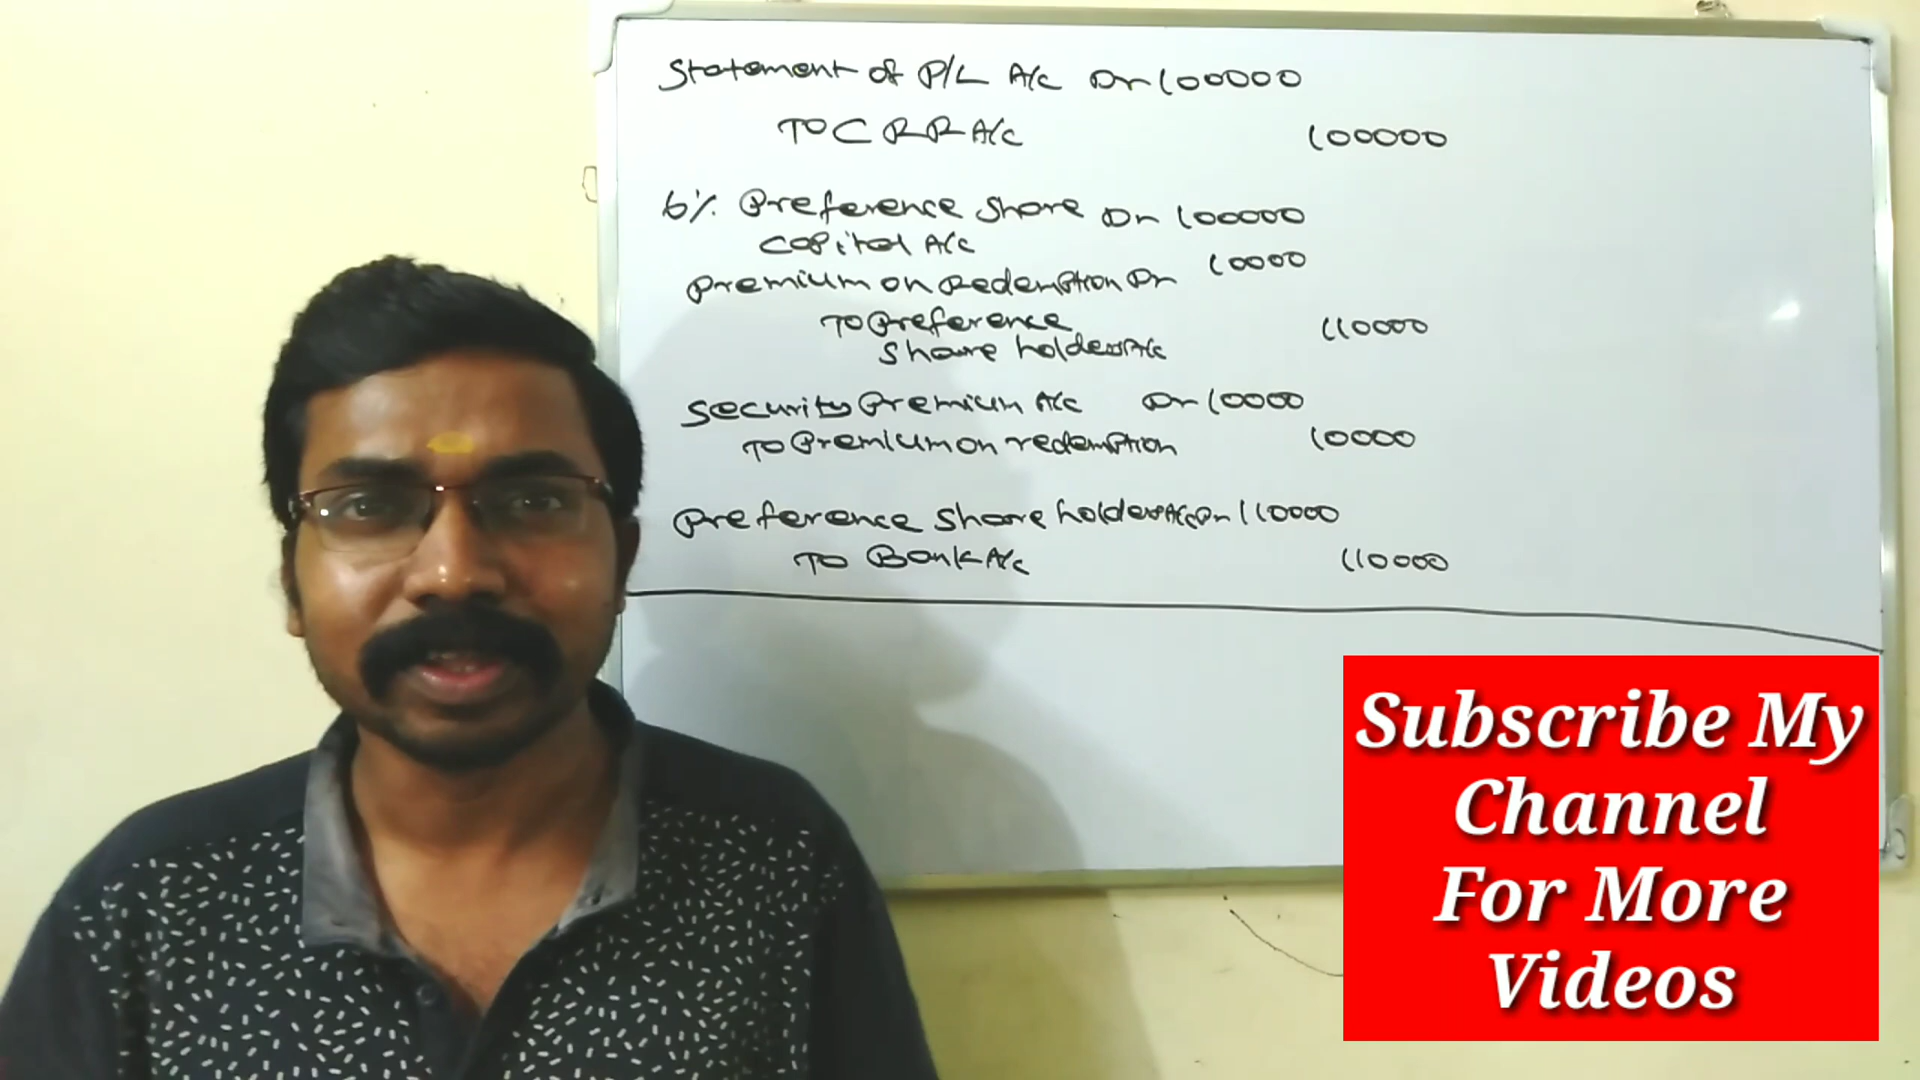 Statement of P/L A/c Dr 100000
To C R R A/c 100000
6% Preference Share Dr 100000
Capital A/c
Premium on Redemption Dr 10000
To Preference 110000
Share holders A/c
Security Premium A/c Dr 10000
To Premium on redemption 10000
Preference Share holders A/c Dr 110000
To Bank A/c 110000
Subscribe My
Channel
For More
Videos